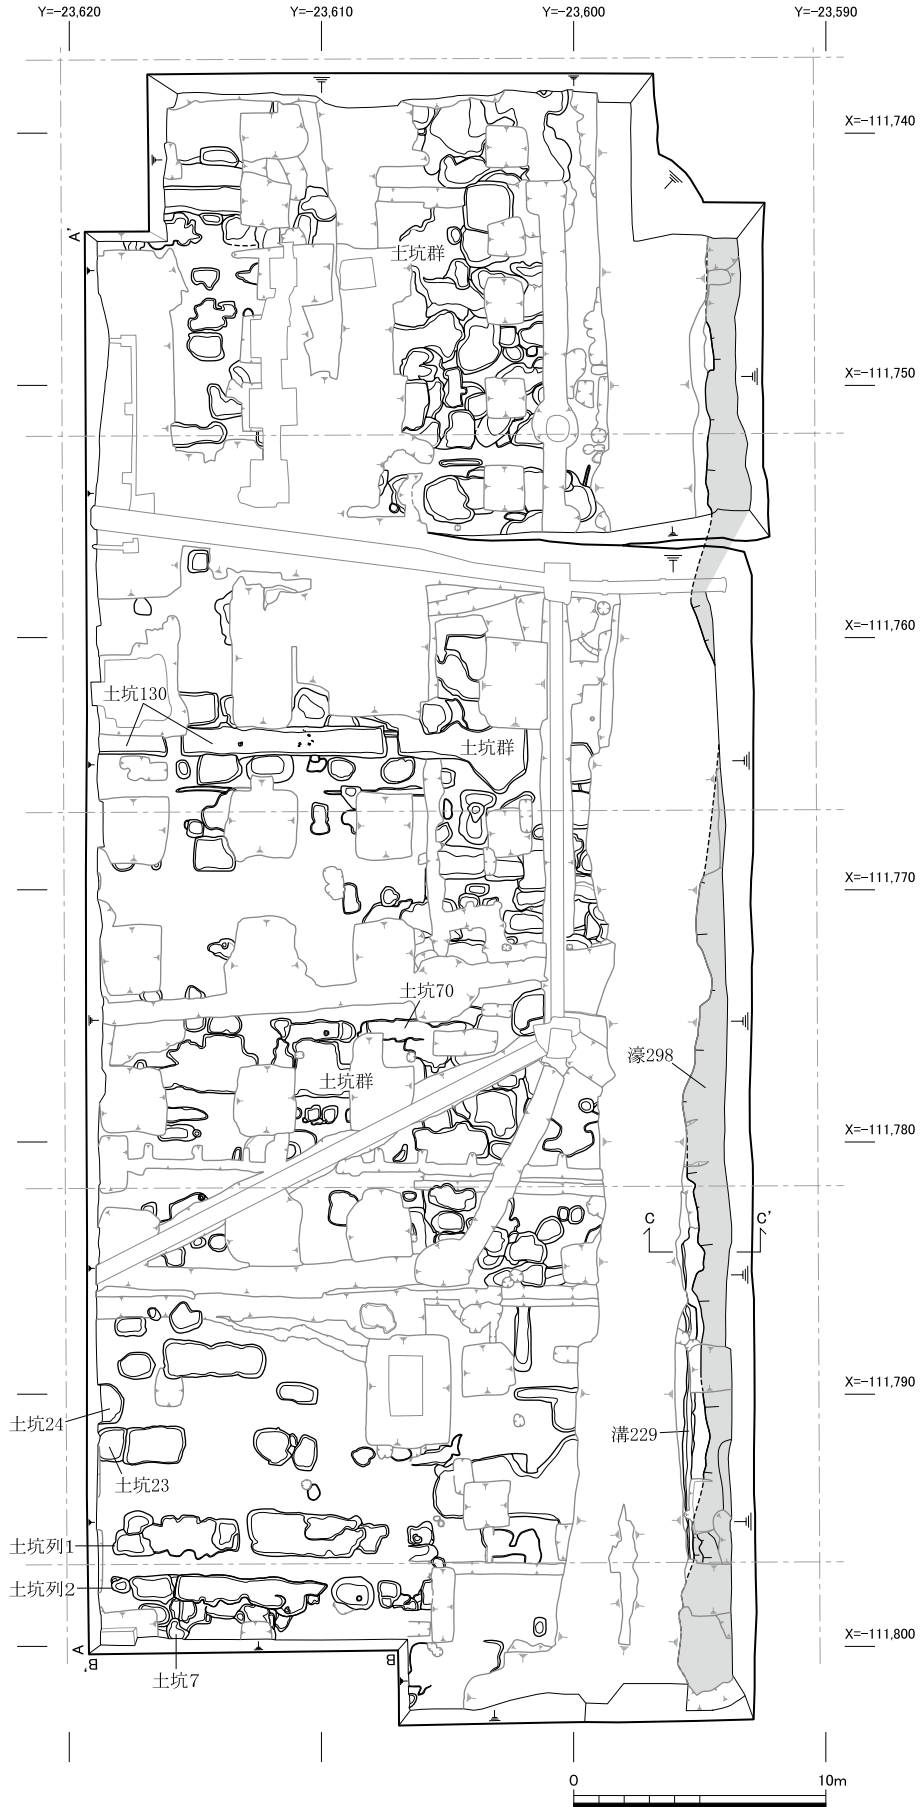 Y=-23,620
Y=-23,610
Y=-23,600
Y=-23,590
X=-111,740
A'
土坑群
X=-111,750
X=-111,760
土坑130
土坑群
X=-111,770
土坑70
濠298
土坑群
X=-111,780
C
C'
X=-111,790
土坑24
溝229
土坑23
土坑列1
土坑列2
X=-111,800
A
B'
B
土坑7
0
10m